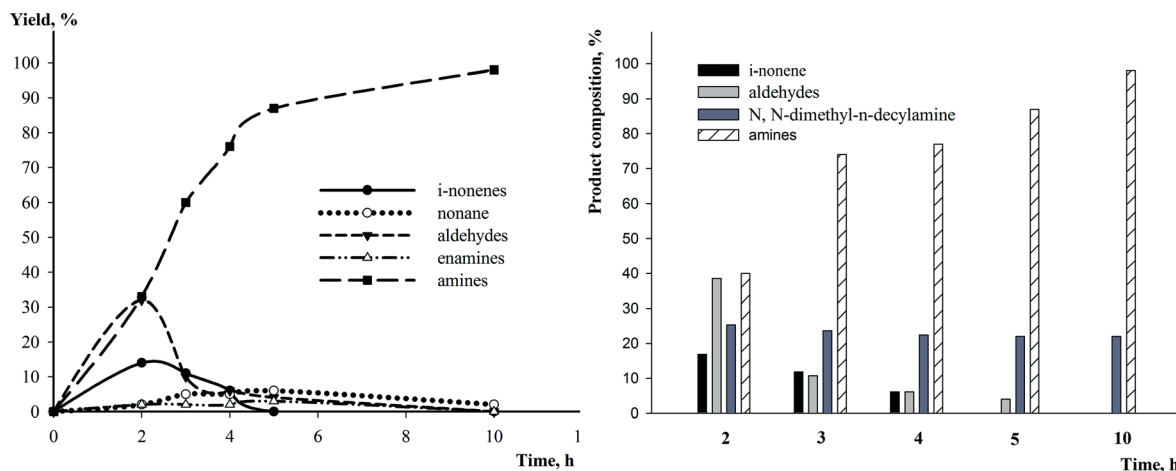 Yield, %
100
90
80
70
60
50
40
30
20
10
0
0
2
4
6
8
10
1
Time, h
i-nonenes
nonane
aldehydes
enamines
amines
Product composition, %
100
90
80
70
60
50
40
30
20
10
0
2
3
4
5
10
Time, h
i-nonene
aldehydes
N, N-dimethyl-n-decylamine
amines